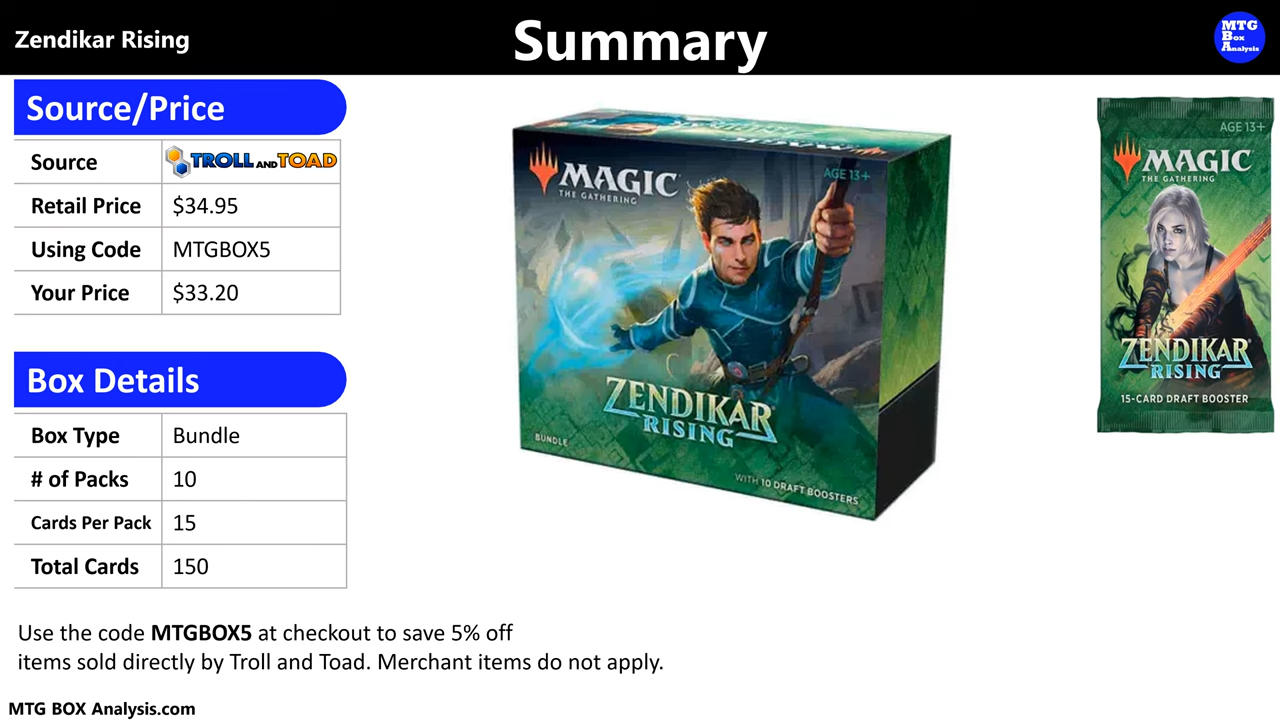 Zendikar Rising
Summary
MTG
Box
Analysis
Source/Price
Source TROLL AND TOAD
Retail Price $34.95
Using Code MTGBOX5
Your Price $33.20
Box Details
Box Type Bundle
# of Packs 10
Cards Per Pack 15
Total Cards 150
MAGIC
THE GATHERING
AGE 13+
ZENDIKAR
RISING
BUNDLE
WITH 10 DRAFT BOOSTERS
AGE 13+
MAGIC
THE GATHERING
ZENDIKAR
RISING
15-CARD DRAFT BOOSTER
Use the code MTGBOX5 at checkout to save 5% off
items sold directly by Troll and Toad. Merchant items do not apply.
MTG BOX Analysis.com